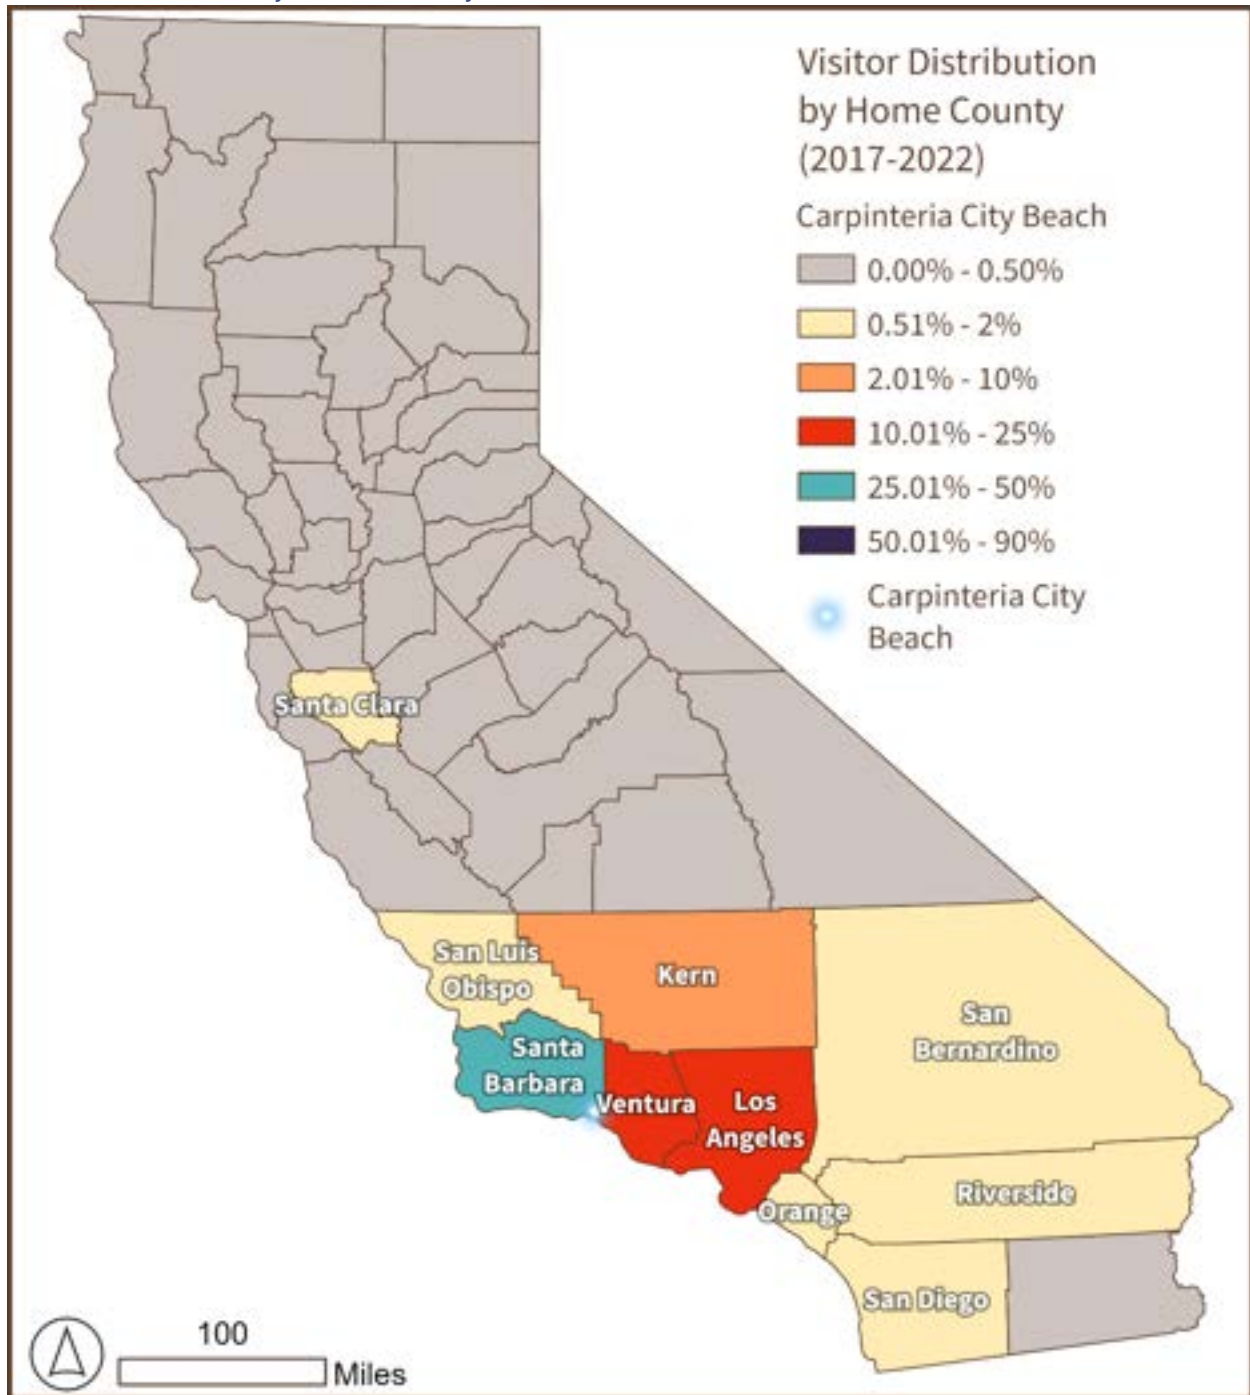 Visitor Distribution
by Home County
(2017-2022)
Carpinteria City Beach
0.00% - 0.50%
0.51% - 2%
2.01% - 10%
10.01% - 25%
25.01% - 50%
50.01% - 90%
Carpinteria City
Beach
Santa Clara
San Luis
Obispo
Kern
San
Bernardino
Santa
Barbara
Ventura
Los
Angeles
Orange
Riverside
San Diego
100
Miles